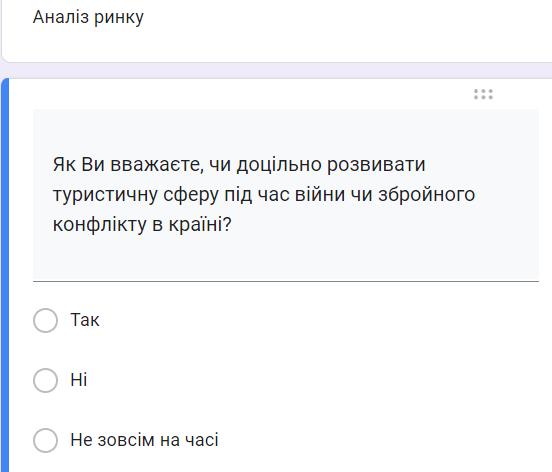 Аналіз ринку
Як Ви вважаєте, чи доцільно розвивати
туристичну сферу під час війни чи збройного
конфлікту в країні?
Так
Ні
Не зовсім на часі